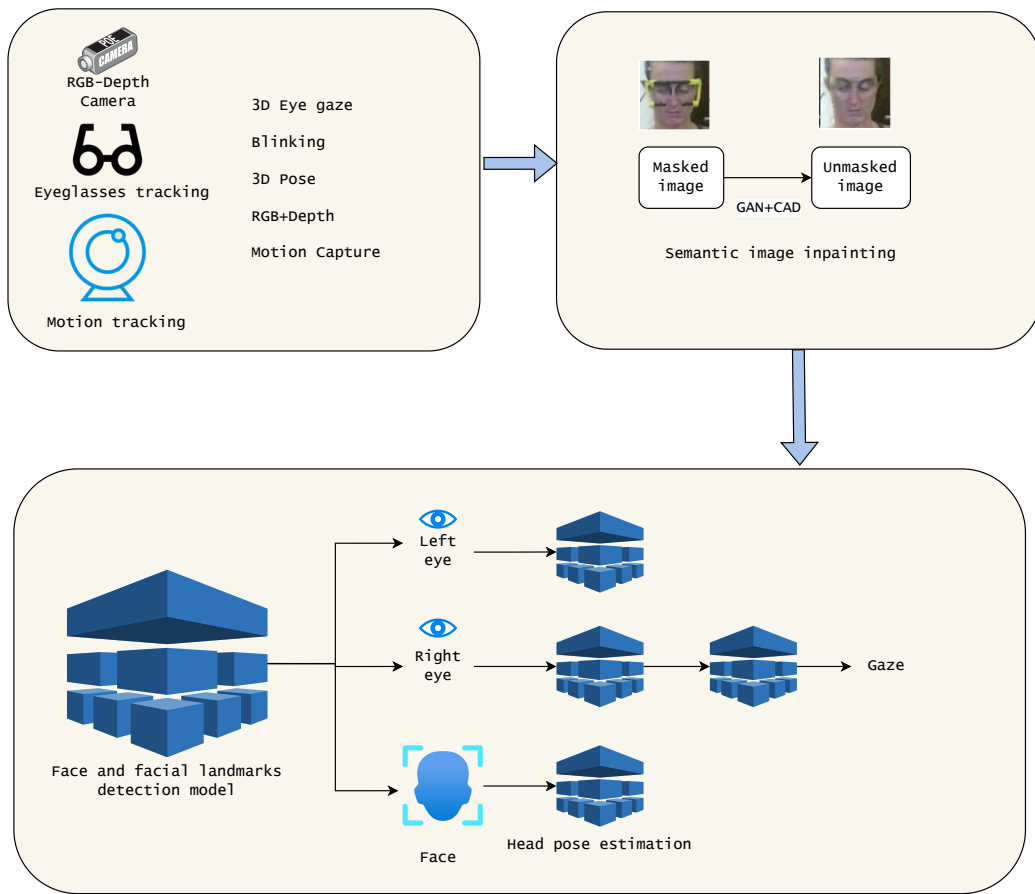 POE
CAMERA
RGB-Depth
Camera
Eyeglasses tracking
Motion tracking
3D Eye gaze
Blinking
3D Pose
RGB+Depth
Motion Capture
Masked
image
GAN+CAD
Unmasked
image
Semantic image inpainting
Face and facial landmarks
detection model
Left
eye
Right
eye
Gaze
Face
Head pose estimation